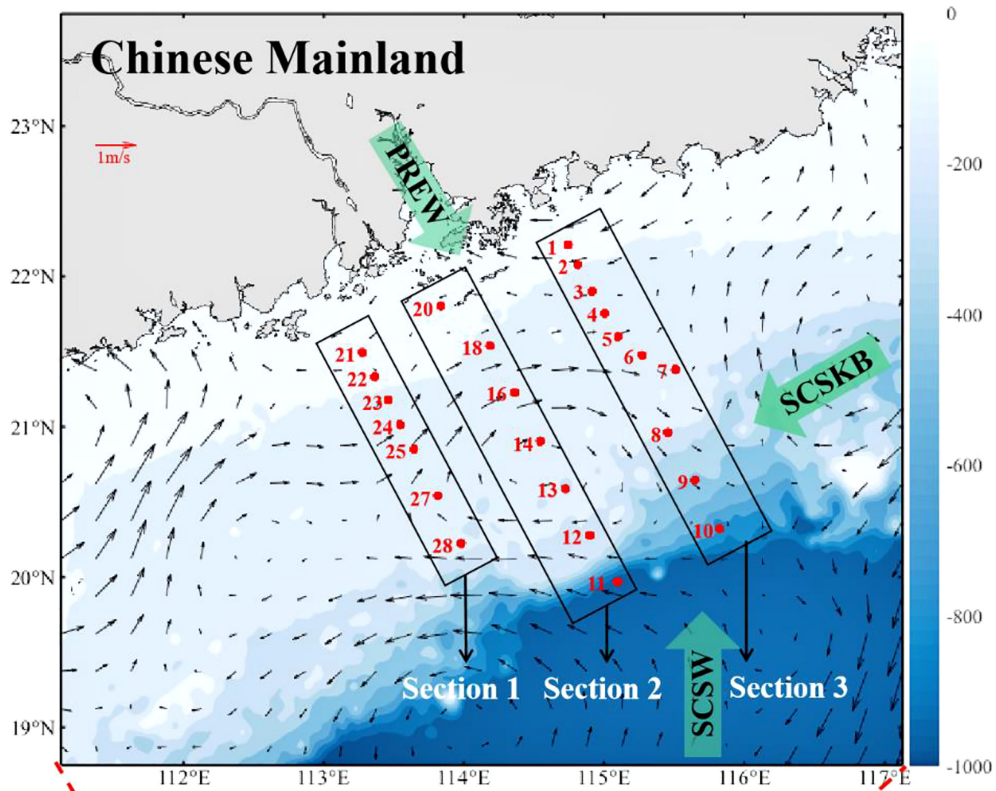 Chinese Mainland
0
23°N
1m/s
PREW
-200
22°N
1
2
3
20
4
-400
5
18
21
6
7
22
SCSKB
16
23
21°N
24
8
14
25
-600
9
13
27
10
12
28
20°N
11
-800
Section 1
Section 2
Section 3
SCSW
19°N
-1000
112°E
113°E
114°E
115°E
116°E
117°E